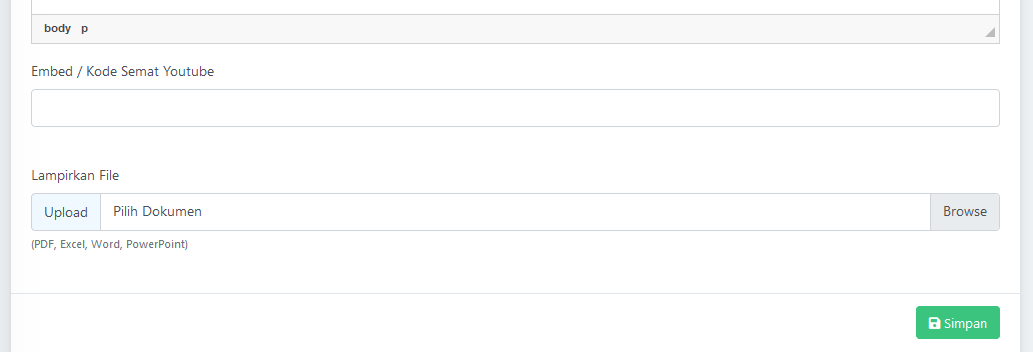 body p
Embed / Kode Semat Youtube
Lampirkan File
Upload Pilih Dokumen Browse
(PDF, Excel, Word, PowerPoint)
Simpan